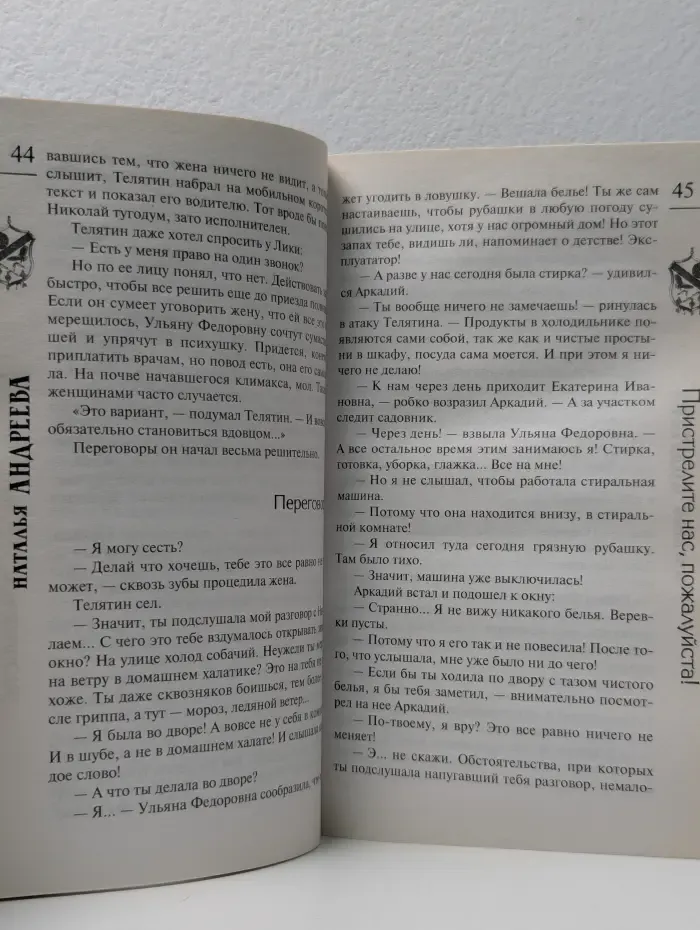 44
вавшись тем, что жена ничего не видит, а
слышит, Телятин набрал на мобильном
текст и показал его водителю. Тот вроде бы
Николай тугодум, зато исполнителен.
Телятин даже хотел спросить у Лики:
— Есть у меня право на один звонок?
Но по ее лицу понял, что нет. Действовать
быстро, чтобы все решить еще до приезда
Если он сумеет уговорить жену, что ей все
мерещилось, Ульяну Федоровну сочтут
шей и упрячут в психушку. Придется,
приплатить врачам, но повод есть, она его
ла. На почве начавшегося климакса, мол.
женщинами часто случается.
«Это вариант, — подумал Телятин. — И
обязательно становиться вдовцом...»
Переговоры он начал весьма решительно.
— Я могу сесть?
— Делай что хочешь, тебе это все равно не
может, — сквозь зубы процедила жена.
Телятин сел.
— Значит, ты подслушала мой разговор с
лаем... С чего это тебе вздумалось открывать
окно? На улице холод собачий. Неужели ты
на ветру в домашнем халатике? Это на тебя
хоже. Ты даже сквозняков боишься, тем
сле гриппа, а тут — мороз, ледяной ветер...
— Я была во дворе! А вовсе не у себя в
И в шубе, а не в домашнем халате! И слышала
дое слово!
— А что ты делала во дворе?
— Я... — Ульяна Федоровна сообразила,
НАТАЛЬЯ АНДРЕЕВА
45
жет угодить в ловушку. — Вешала белье! Ты же сам
настаиваешь, чтобы рубашки в любую погоду су-
шились на улице, хотя у нас огромный дом! Но этот
запах тебе, видишь ли, напоминает о детстве! Экс-
плуататор!
— А разве у нас сегодня была стирка? — удивил-
ся Аркадий.
— Ты вообще ничего не замечаешь! — ринулась
в атаку Телятина. — Продукты в холодильнике по-
являются сами собой, так же как и чистые просты-
ни в шкафу, посуда сама моется. И при этом я ни-
чего не делаю!
— К нам через день приходит Екатерина Ива-
новна, — робко возразил Аркадий. — А за участком
следит садовник.
— Через день! — взвыла Ульяна Федоровна. —
А все остальное время этим занимаюсь я! Стирка,
готовка, уборка, глажка... Все на мне!
— Но я не слышал, чтобы работала стиральная
машина.
— Потому что она находится внизу, в стираль-
ной комнате!
— Я относил туда сегодня грязную рубашку.
Там было тихо.
— Значит, машина уже выключилась!
Аркадий встал и подошел к окну:
— Странно... Я не вижу никакого белья. Верев-
ки пусты.
— Потому что я его так и не повесила! После то-
го, что услышала, мне уже было ни до чего!
— Если бы ты ходила по двору с тазом чистого
белья, я бы тебя заметил, — внимательно посмот-
рел на нее Аркадий.
— По-твоему, я вру? Это все равно ничего не
меняет!
— Э... не скажи. Обстоятельства, при которых
ты подслушала напугавший тебя разговор, немало-
Пристрелите нас, пожалуйста!